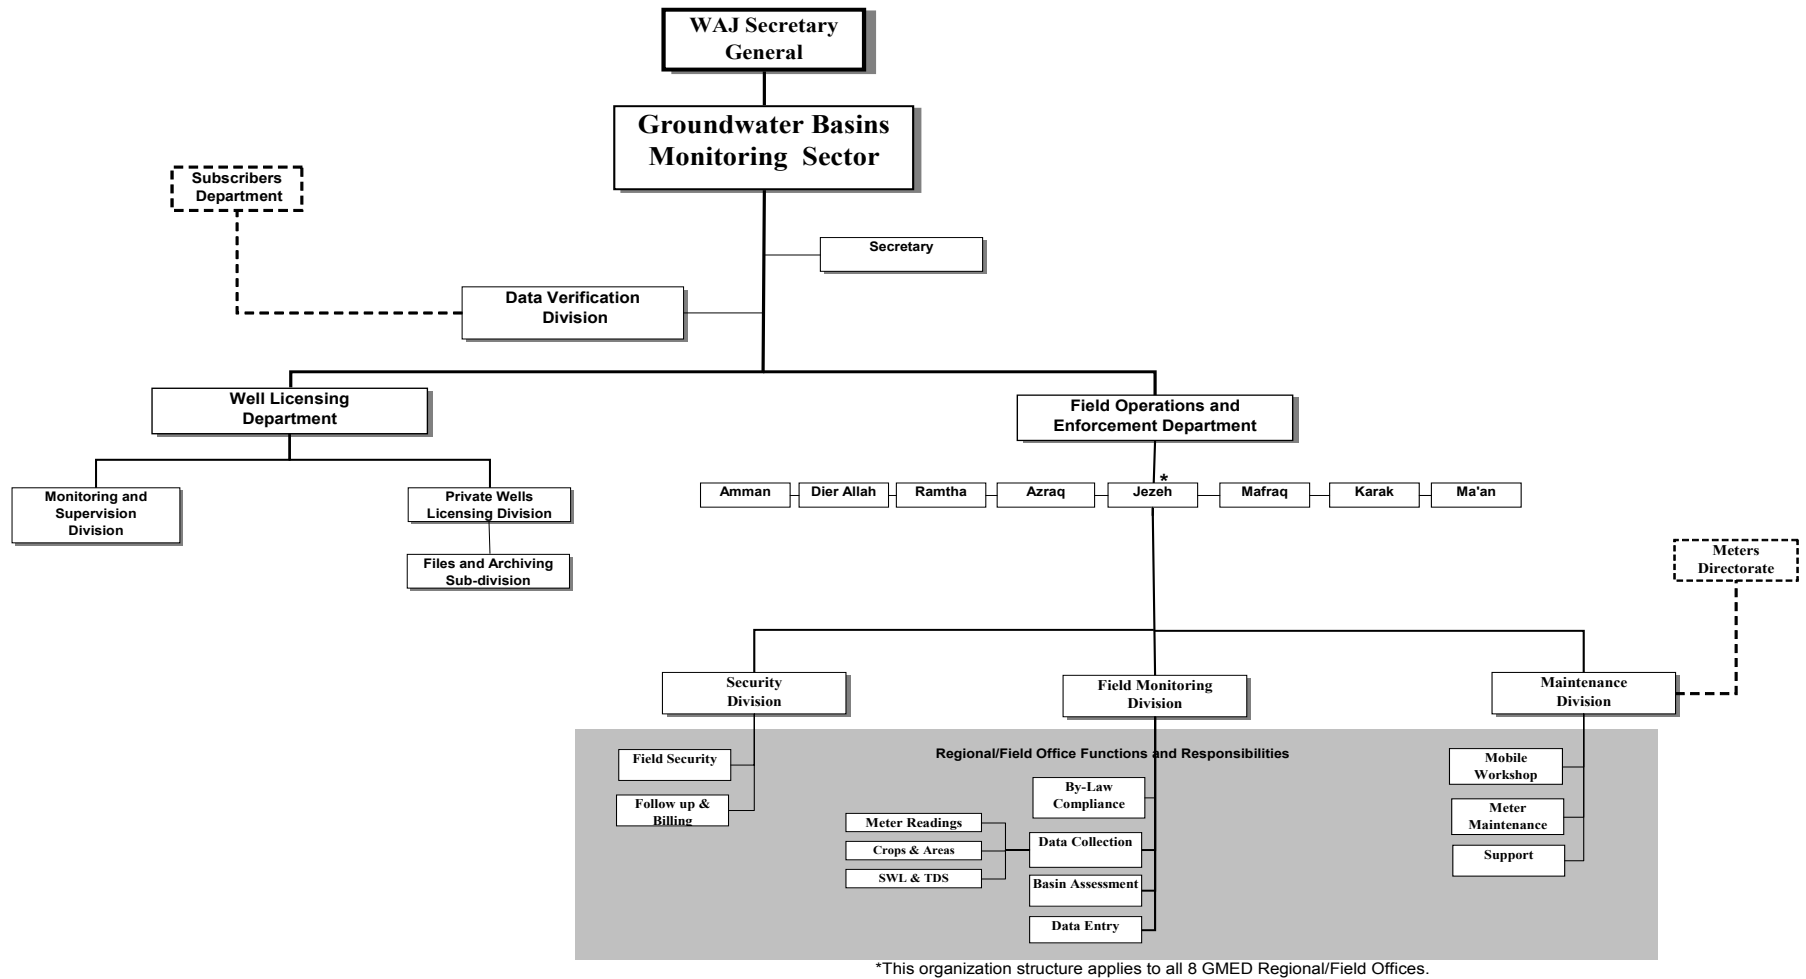 WAJ Secretary
General
Groundwater Basins
Monitoring Sector
Subscribers
Department
Secretary
Data Verification
Division
Well Licensing
Department
Field Operations and
Enforcement Department
*
Monitoring and
Supervision
Division
Private Wells
Licensing Division
Files and Archiving
Sub-division
Amman
Dier Allah
Ramtha
Azraq
Jezeh
Mafraq
Karak
Ma'an
Meters
Directorate
Security
Division
Field Monitoring
Division
Maintenance
Division
Regional/Field Office Functions and Responsibilities
Field Security
Follow up &
Billing
By-Law
Compliance
Data Collection
Meter Readings
Crops & Areas
SWL & TDS
Basin Assessment
Data Entry
Mobile
Workshop
Meter
Maintenance
Support
*This organization structure applies to all 8 GMED Regional/Field Offices.